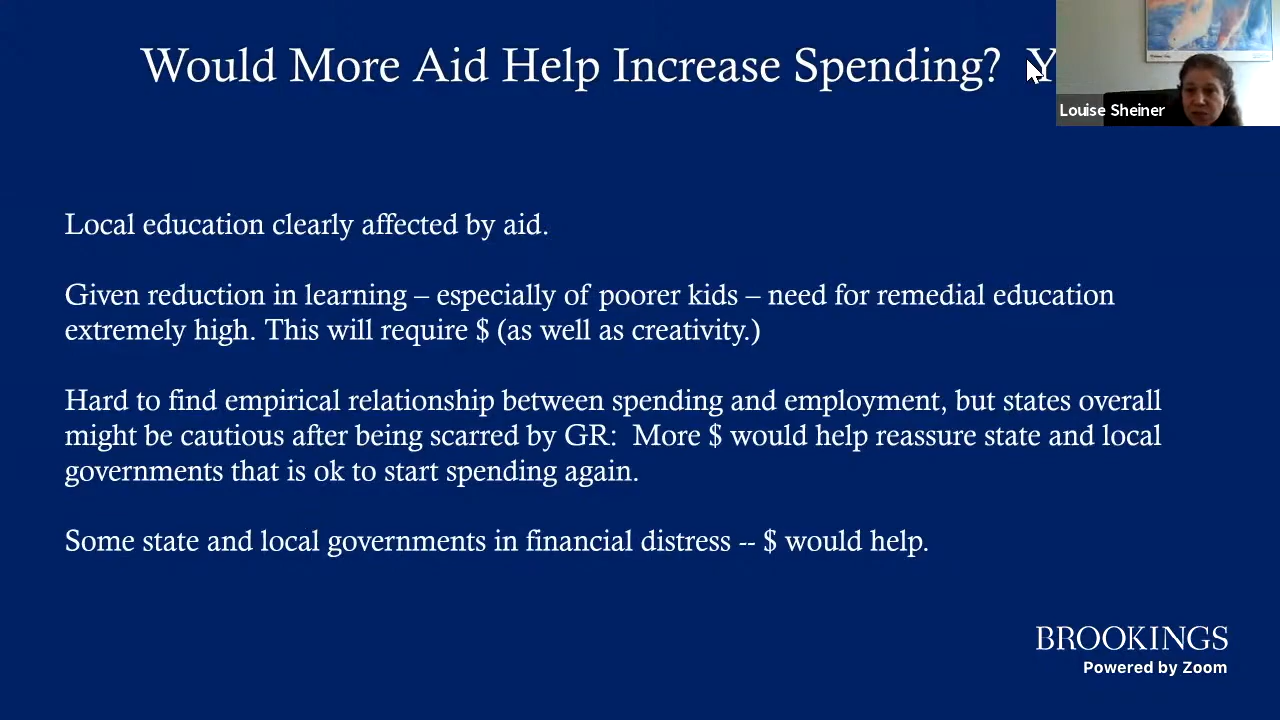 Would More Aid Help Increase Spending? Y
Louise Sheiner
Local education clearly affected by aid.
Given reduction in learning – especially of poorer kids – need for remedial education
extremely high. This will require $ (as well as creativity.)
Hard to find empirical relationship between spending and employment, but states overall
might be cautious after being scarred by GR: More $ would help reassure state and local
governments that is ok to start spending again.
Some state and local governments in financial distress -- $ would help.
BROOKINGS
Powered by Zoom